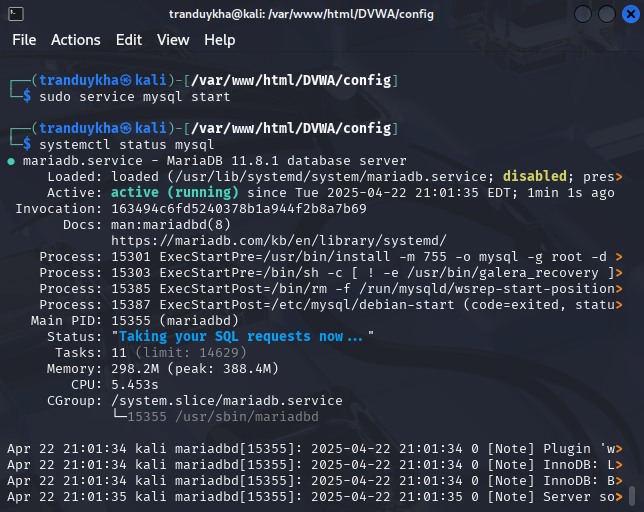 tranduykha@kali: /var/www/html/DVWA/config
File Actions Edit View Help
┌──(tranduykha㉿kali)-[/var/www/html/DVWA/config]
└─$ sudo service mysql start
┌──(tranduykha㉿kali)-[/var/www/html/DVWA/config]
└─$ systemctl status mysql
● mariadb.service - MariaDB 11.8.1 database server
Loaded: loaded (/usr/lib/systemd/system/mariadb.service; disabled; pres>
Active: active (running) since Tue 2025-04-22 21:01:35 EDT; 1min 1s ago
Invocation: 163494c6fd5240378b1a944f2b8a7b69
Docs: man:mariadbd(8)
https://mariadb.com/kb/en/library/systemd/
Process: 15301 ExecStartPre=/usr/bin/install -m 755 -o mysql -g root -d >
Process: 15303 ExecStartPre=/bin/sh -c [ ! -e /usr/bin/galera_recovery ]>
Process: 15385 ExecStartPost=/bin/rm -f /run/mysqld/wsrep-start-position>
Process: 15387 ExecStartPost=/etc/mysql/debian-start (code=exited, statu>
Main PID: 15355 (mariadbd)
Status: "Taking your SQL requests now..."
Tasks: 11 (limit: 14629)
Memory: 298.2M (peak: 388.4M)
CPU: 5.453s
CGroup: /system.slice/mariadb.service
└─15355 /usr/sbin/mariadbd
Apr 22 21:01:34 kali mariadbd[15355]: 2025-04-22 21:01:34 0 [Note] Plugin 'w>
Apr 22 21:01:34 kali mariadbd[15355]: 2025-04-22 21:01:34 0 [Note] InnoDB: L>
Apr 22 21:01:34 kali mariadbd[15355]: 2025-04-22 21:01:34 0 [Note] InnoDB: B>
Apr 22 21:01:35 kali mariadbd[15355]: 2025-04-22 21:01:35 0 [Note] Server so>